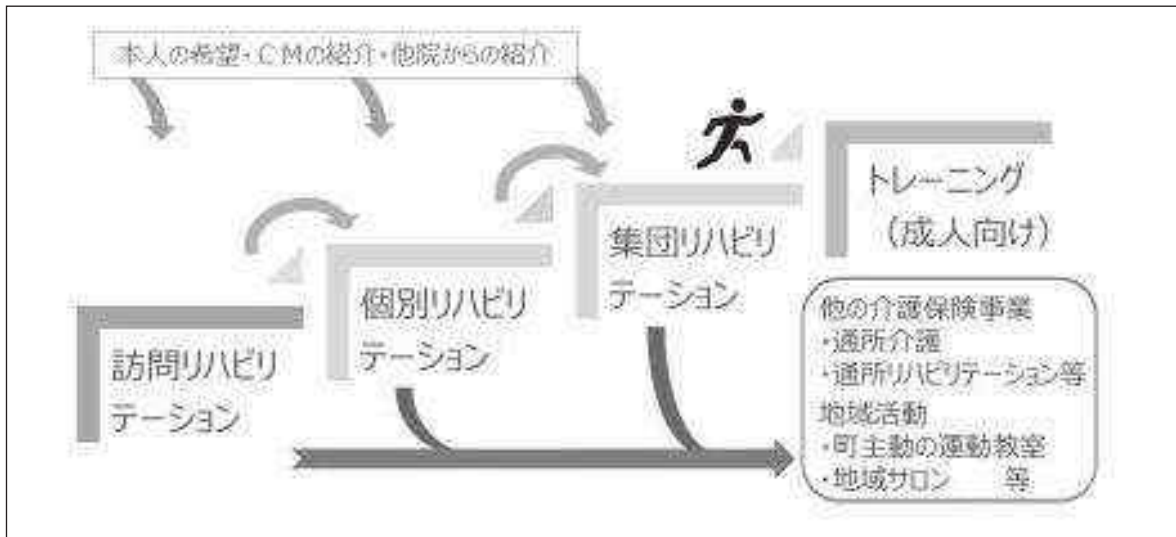 本人の希望・CMの紹介・他院からの紹介
訪問リハビリ
テーション
個別リハビリ
テーション
集団リハビリ
テーション
トレーニング
（成人向け）
他の介護保険事業
・通所介護
・通所リハビリテーション等
地域活動
・町主動の運動教室
・地域サロン　　等